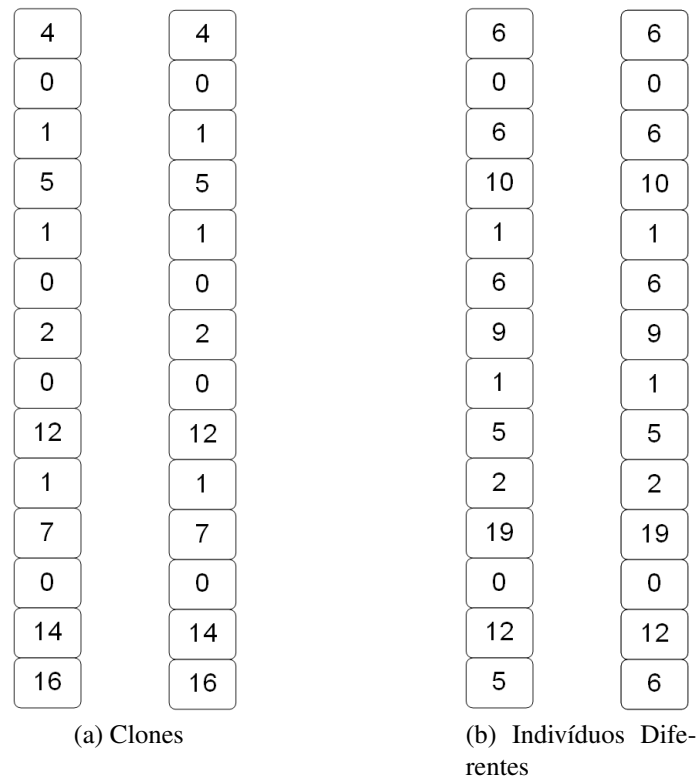 4 4 6 6
0 0 0 0
1 1 6 6
5 5 10 10
1 1 1 1
0 0 6 6
2 2 9 9
0 0 1 1
12 12 5 5
1 1 2 2
7 7 19 19
0 0 0 0
14 14 12 12
16 16 5 6
(a) Clones
(b) Indivíduos Dife-
rentes